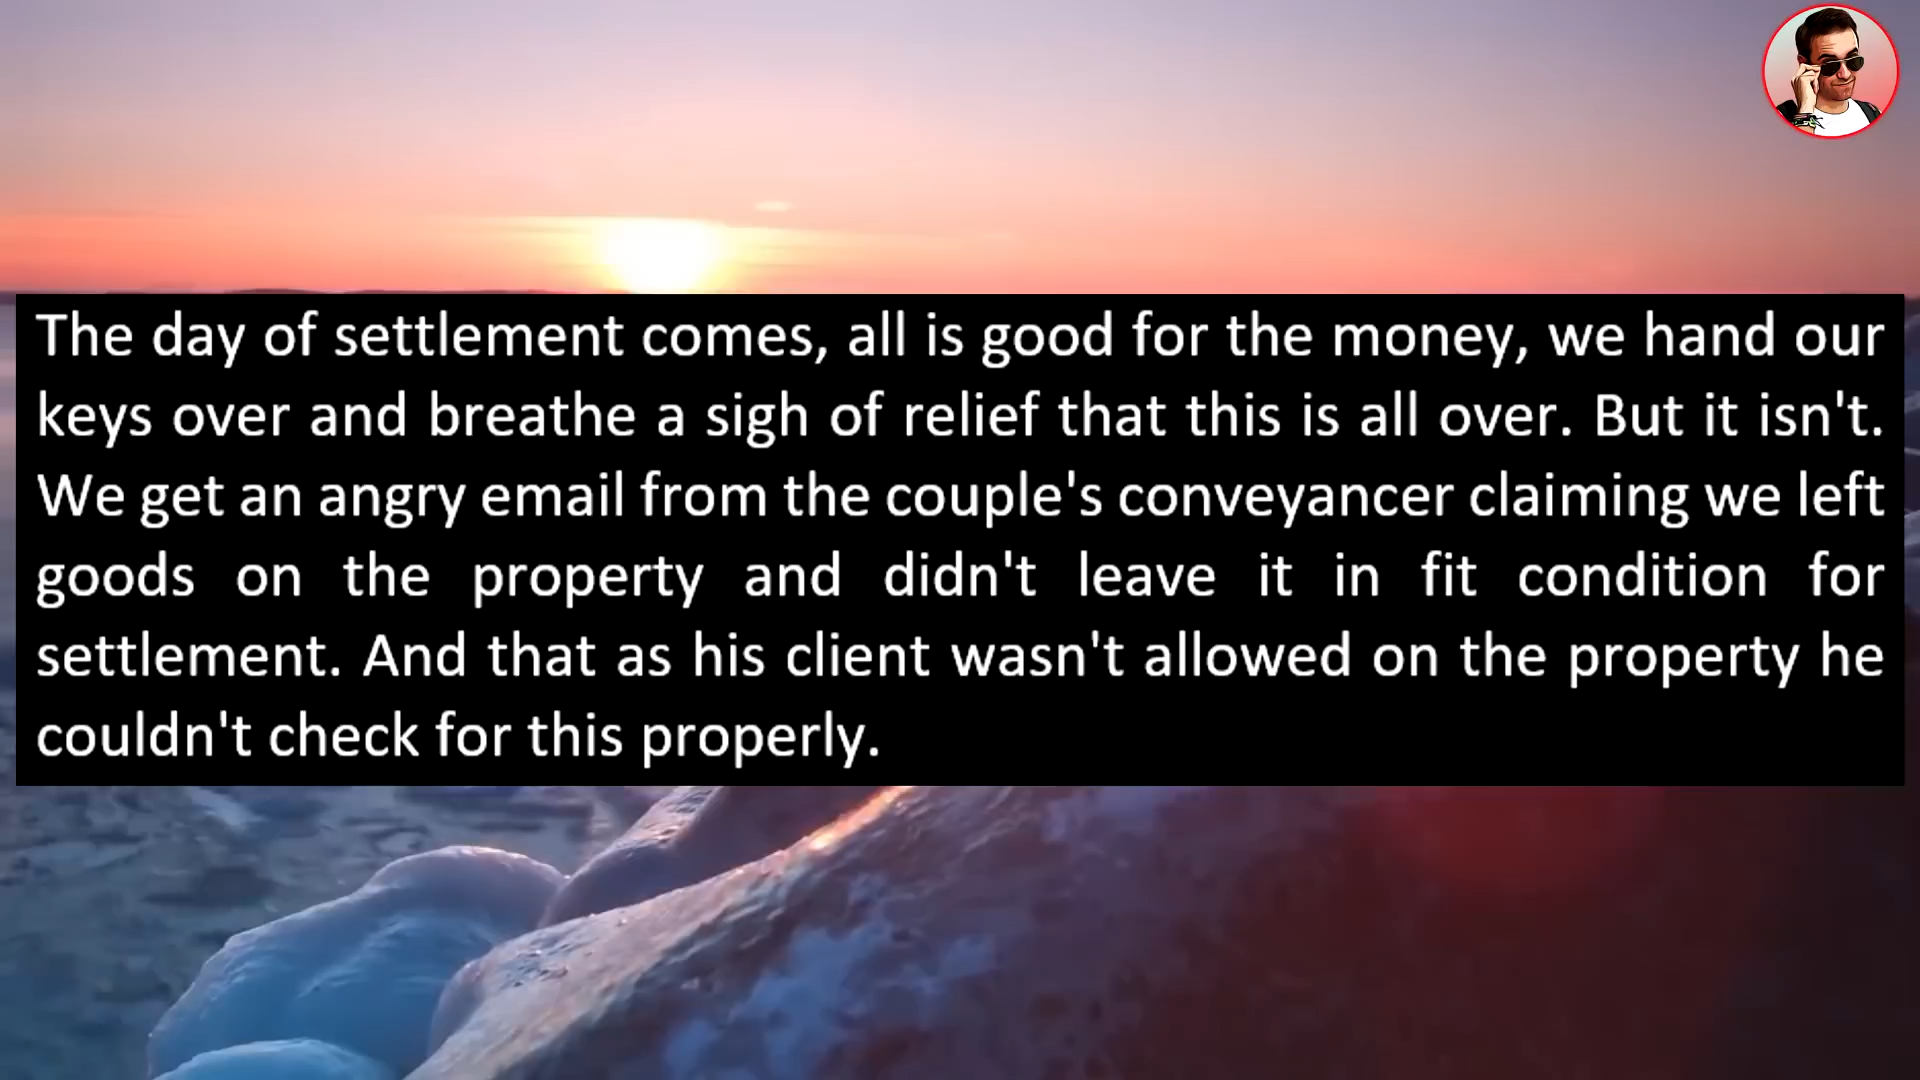 The day of settlement comes, all is good for the money, we hand our
keys over and breathe a sigh of relief that this is all over. But it isn't.
We get an angry email from the couple's conveyancer claiming we left
goods on the property and didn't leave it in fit condition for
settlement. And that as his client wasn't allowed on the property he
couldn't check for this properly.